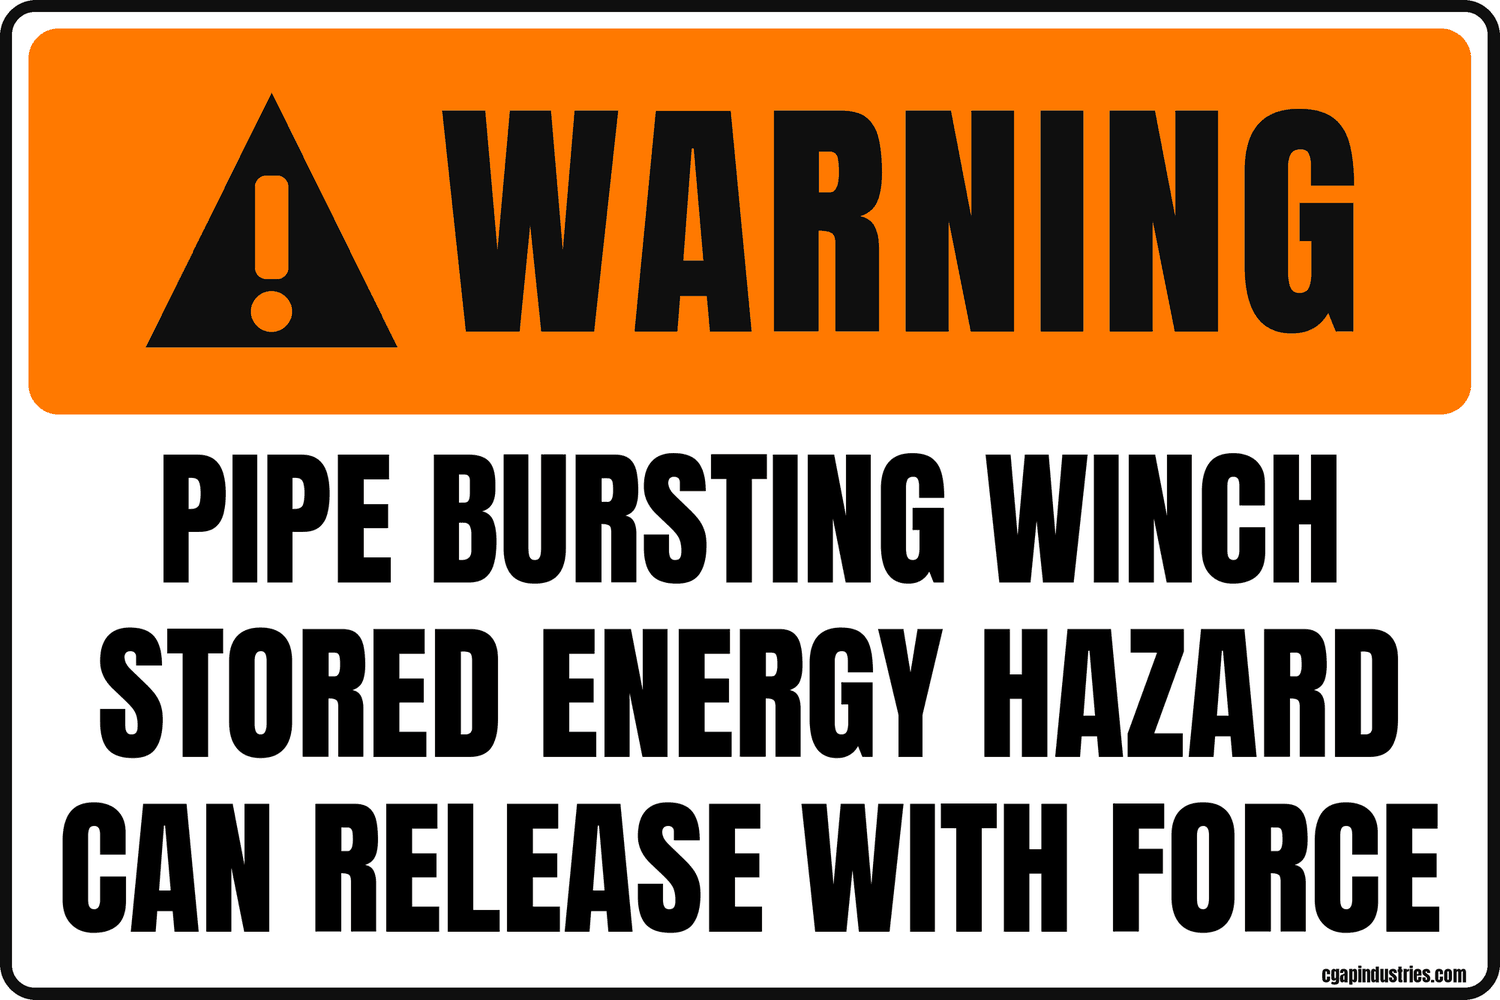 WARNING
PIPE BURSTING WINCH
STORED ENERGY HAZARD
CAN RELEASE WITH FORCE
cgapindustries.com